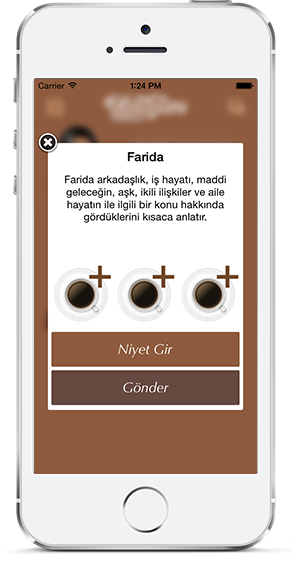 Carrier 1:24 PM
Farida
Farida arkadaşlık, iş hayatı, maddi
geleceğin, aşk, ikili ilişkiler ve aile
hayatın ile ilgili bir konu hakkında
gördüklerini kısaca anlatır.
Niyet Gir
Gönder